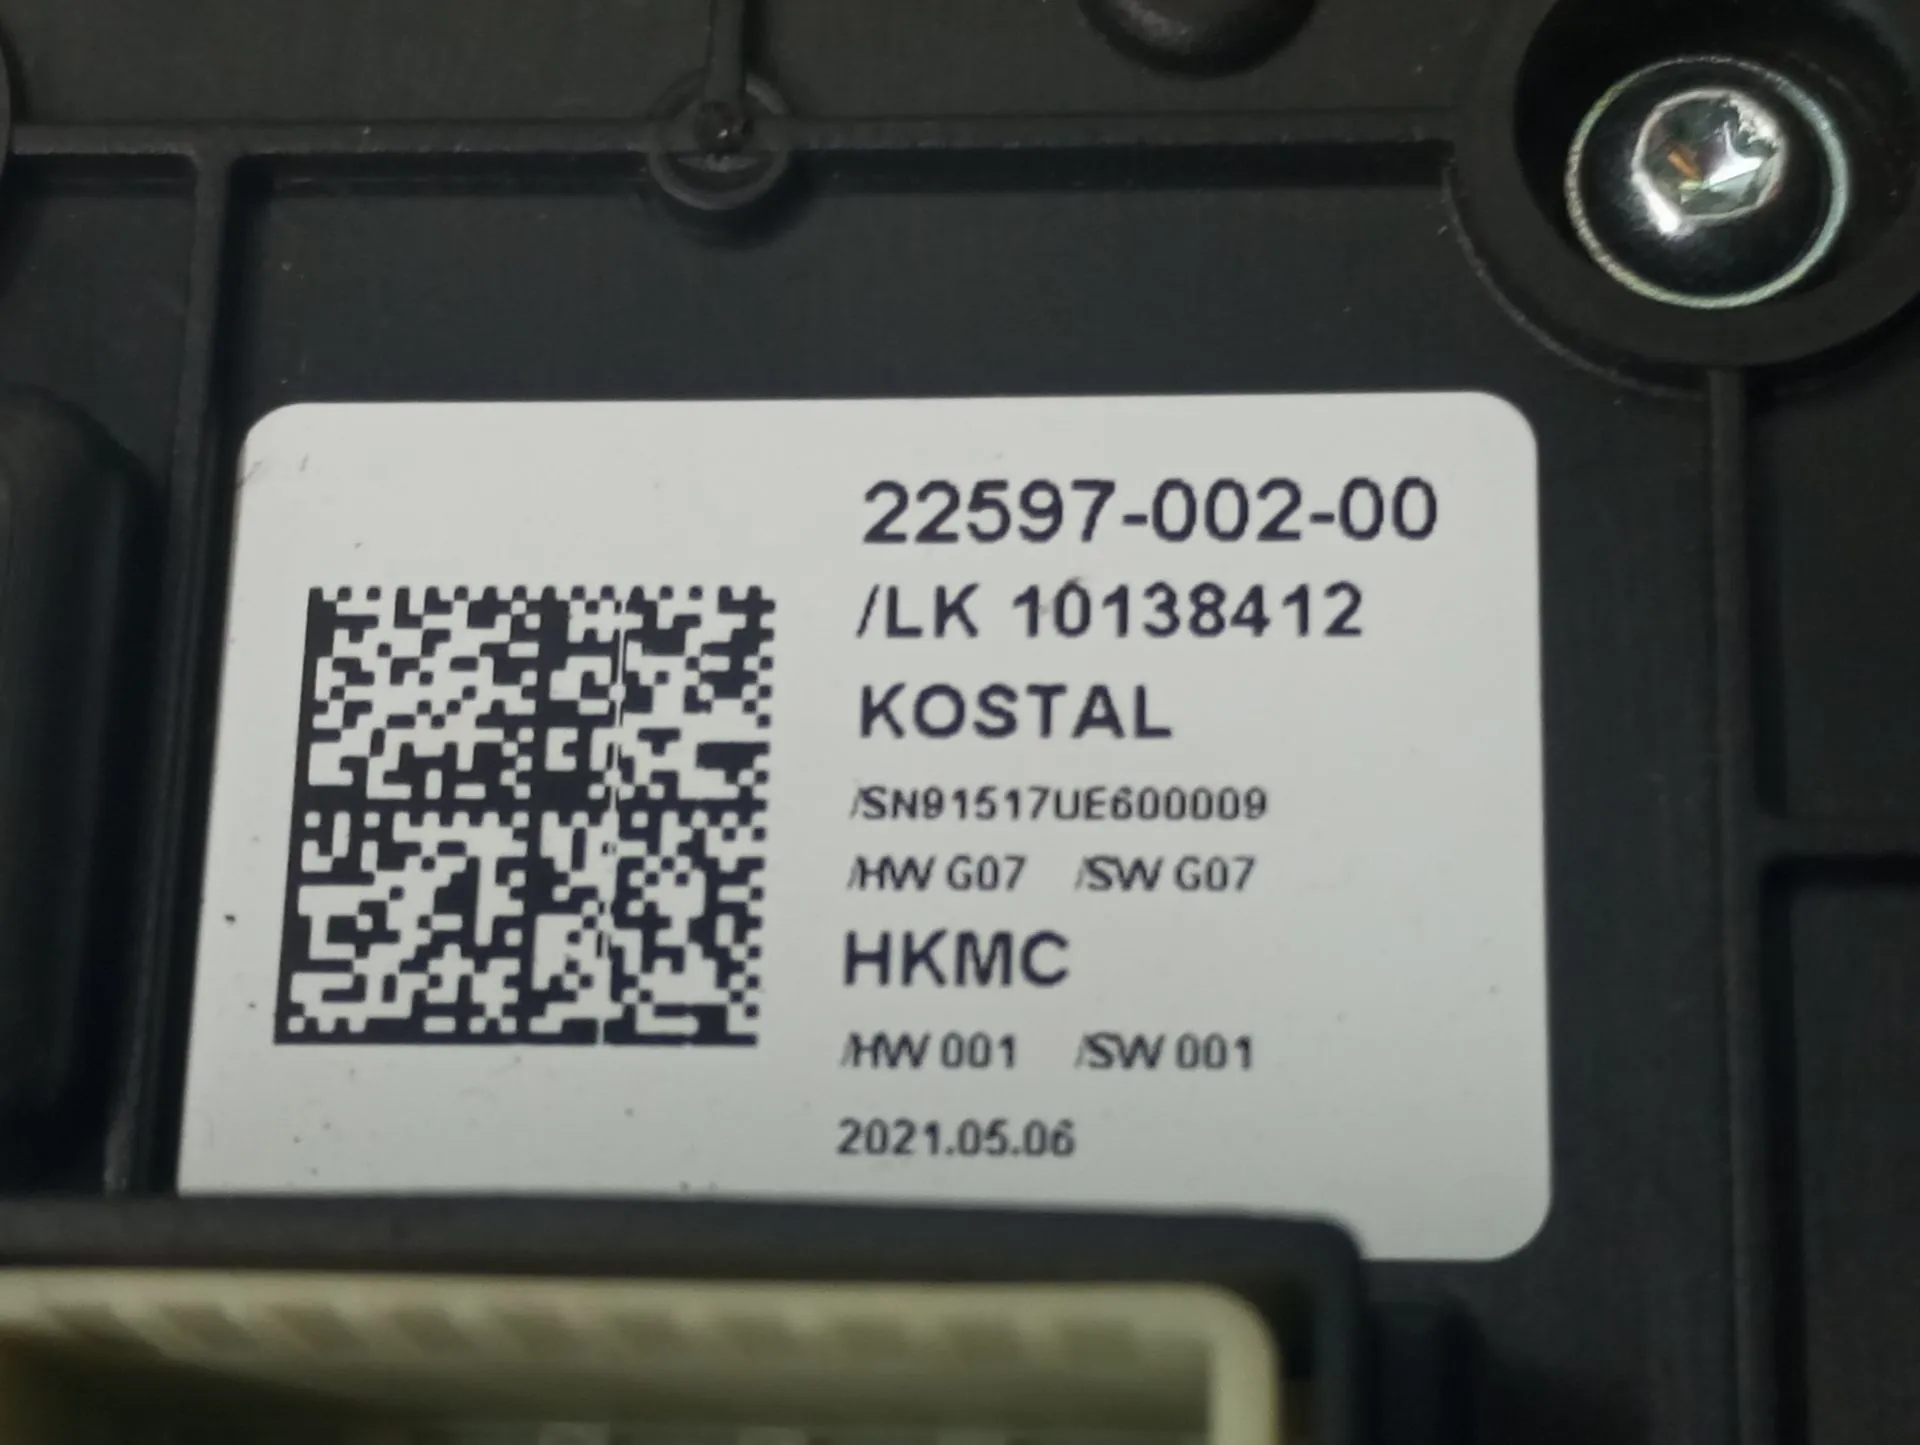 22597-002-00
/LK 10138412
KOSTAL
/SN91517UE600009
/HW G07 /SW G07
HKMC
/HW 001 /SW 001
2021.05.06